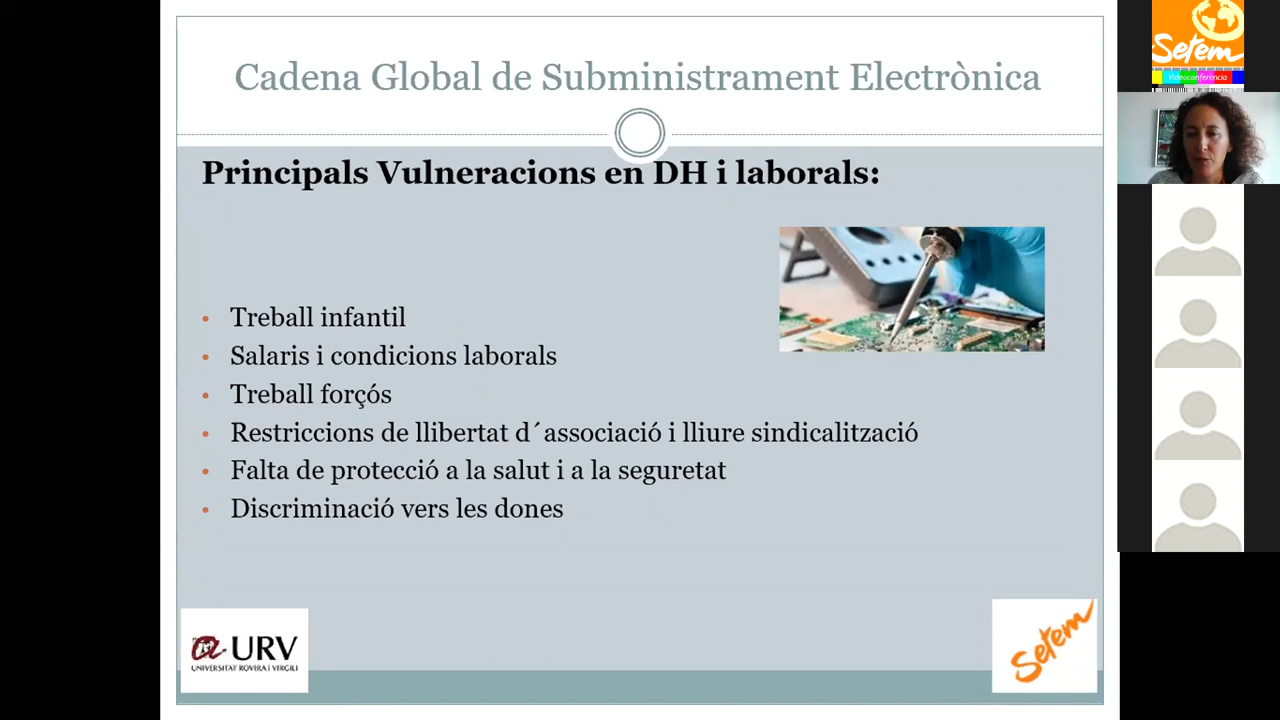 Cadena Global de Subministrament Electrònica
Principals Vulneracions en DH i laborals:
• Treball infantil
• Salaris i condicions laborals
• Treball forçós
• Restriccions de llibertat d´associació i lliure sindicalització
• Falta de protecció a la salut i a la seguretat
• Discriminació vers les dones
URV
UNIVERSITAT ROVIRA i VIRGILI
Setem
Setem
Videoconferència